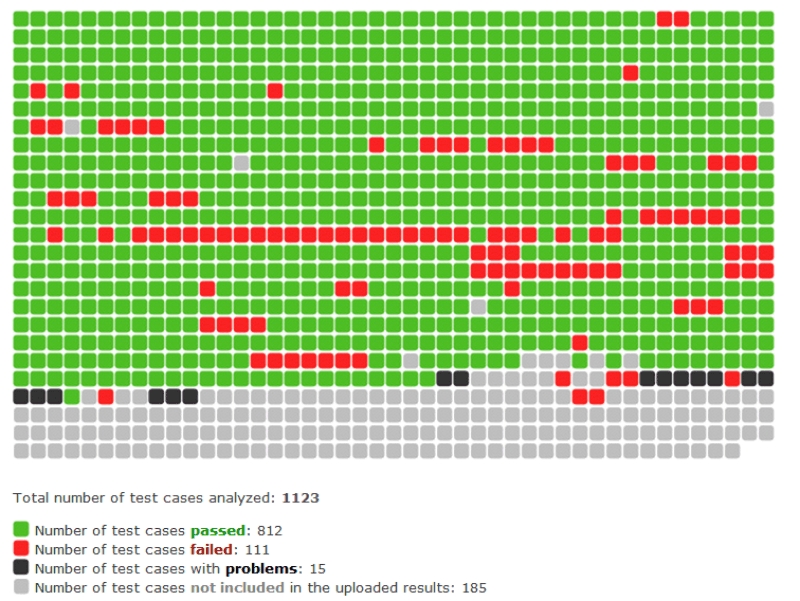 Total number of test cases analyzed: 1123
Number of test cases passed: 812
Number of test cases failed: 111
Number of test cases with problems: 15
Number of test cases not included in the uploaded results: 185